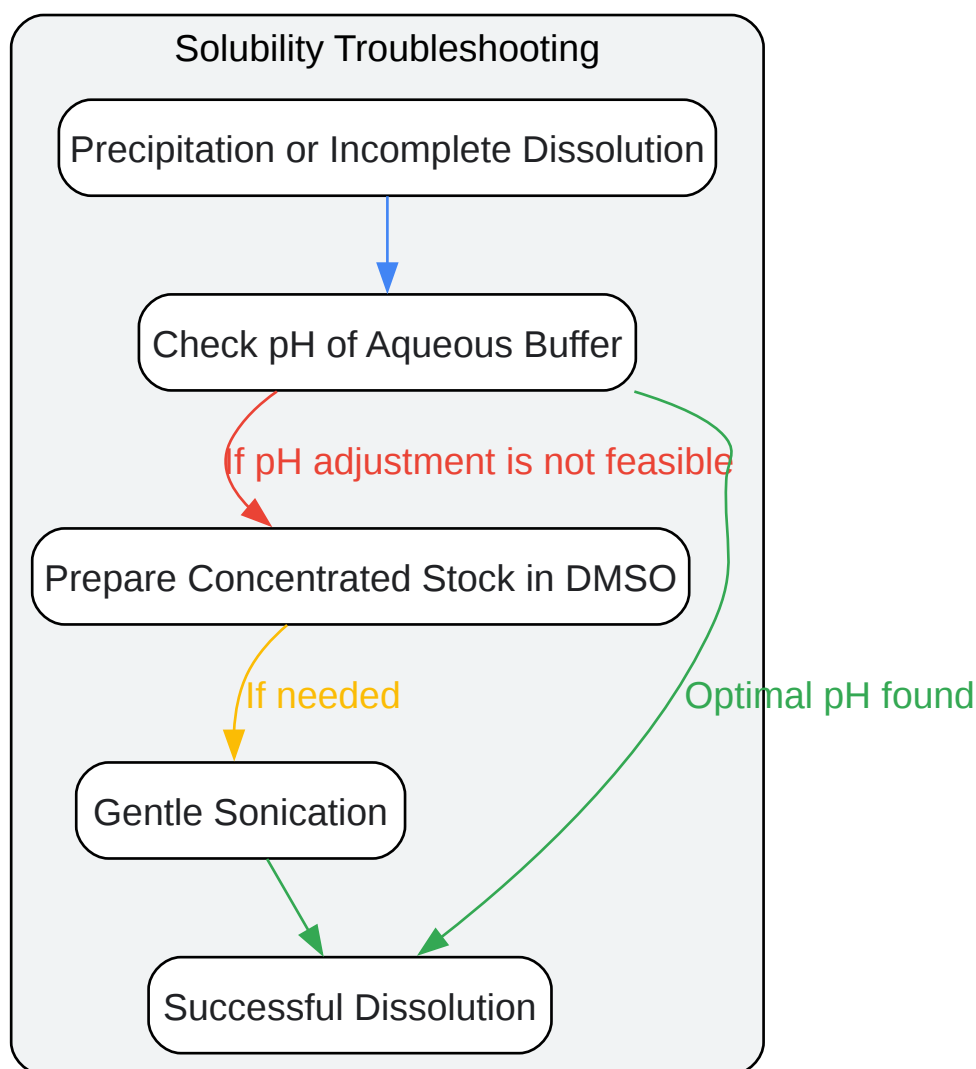 Solubility Troubleshooting
Precipitation or Incomplete Dissolution
Check pH of Aqueous Buffer
If pH adjustment is not feasible
Prepare Concentrated Stock in DMSO
If needed
Optimal pH found
Gentle Sonication
Successful Dissolution